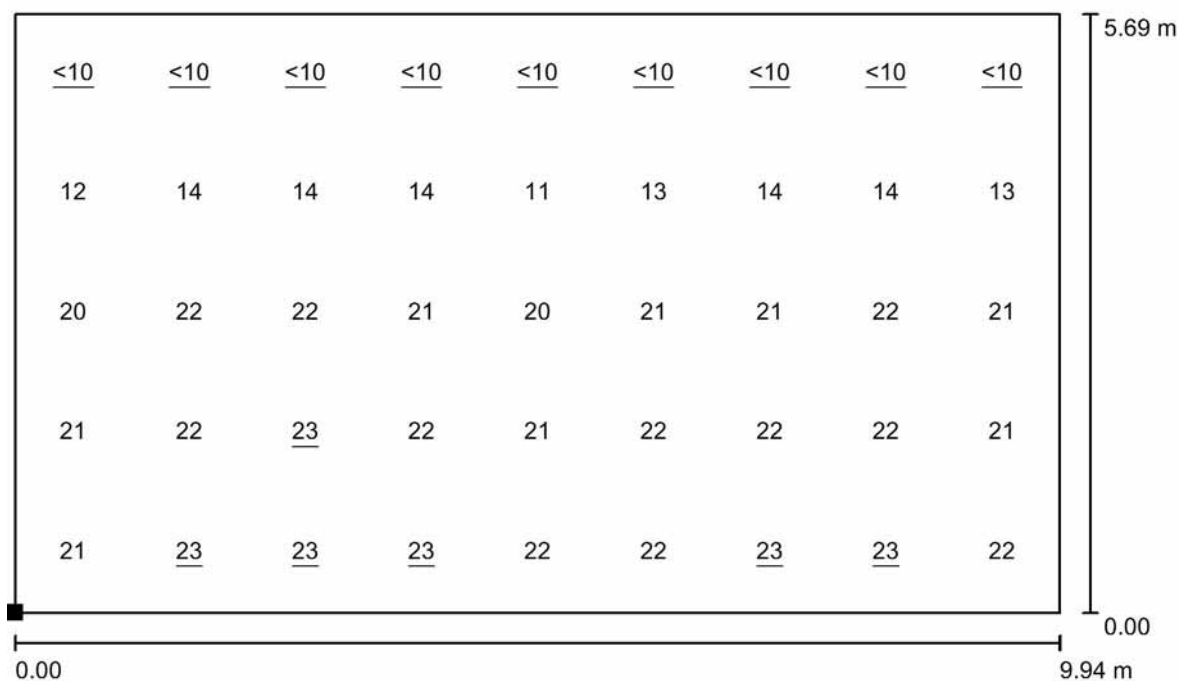 5.69 m
<10 <10 <10 <10 <10 <10 <10 <10 <10
12 14 14 14 11 13 14 14 13
20 22 22 21 20 21 21 22 21
21 22 23 22 21 22 22 22 21
21 23 23 23 22 22 23 23 22
0.00
0.00 9.94 m